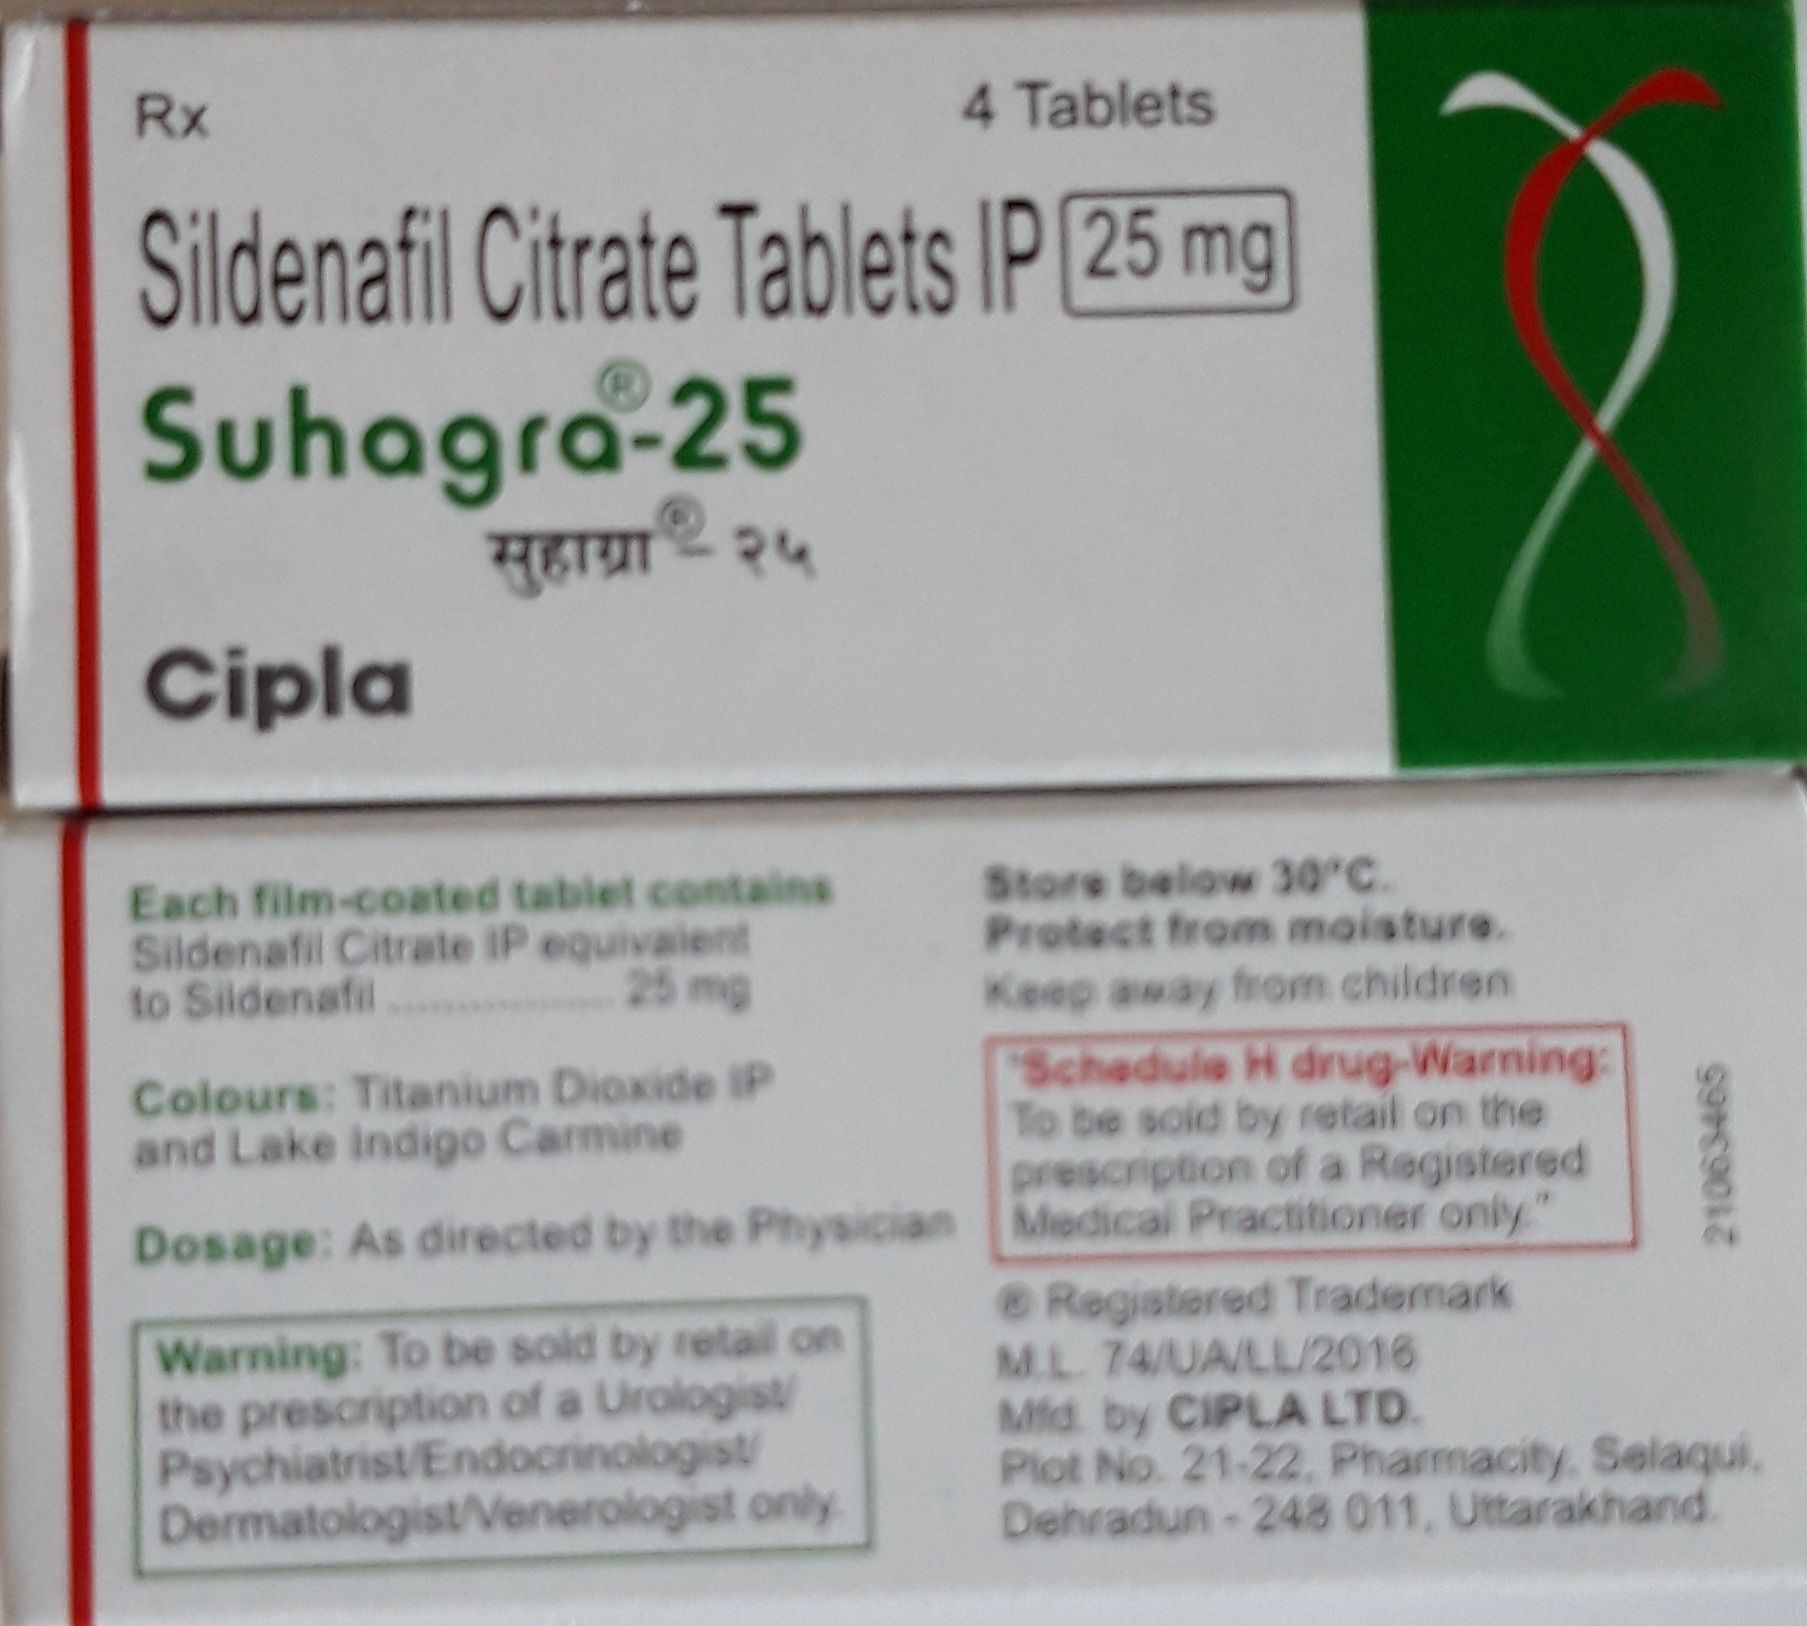 Rx
4 Tablets
Sildenafil Citrate Tablets IP 25 mg
Suhagra®-25
सुहाग्रा®- २५
Cipla
Each film-coated tablet contains
Sildenafil Citrate IP equivalent
to Sildenafil .................. 25 mg
Colours: Titanium Dioxide IP
and Lake Indigo Carmine
Dosage: As directed by the Physician
Warning: To be sold by retail on
the prescription of a Urologist/
Psychiatrist/Endocrinologist/
Dermatologist/Venerologist only.
Store below 30°C.
Protect from moisture.
Keep away from children
"Schedule H drug-Warning:
To be sold by retail on the
prescription of a Registered
Medical Practitioner only."
® Registered Trademark
M.L. 74/UA/LL/2016
Mfd. by CIPLA LTD.
Plot No. 21-22, Pharmacity, Selaqui,
Dehradun - 248 011, Uttarakhand.
21063465